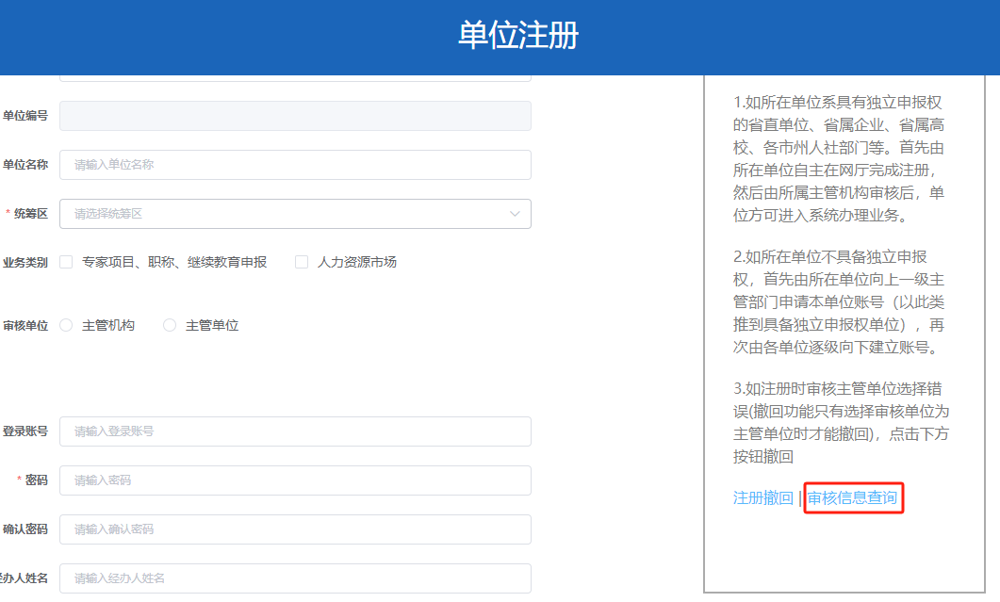 单位注册
单位编号
单位名称 请输入单位名称
* 统筹区 请选择统筹区
业务类别 专家项目、职称、继续教育申报 人力资源市场
审核单位 主管机构 主管单位
登录账号 请输入登录账号
* 密码 请输入密码
确认密码 请输入确认密码
办人姓名 请输入经办人姓名
1.如所在单位系具有独立申报权
的省直单位、省属企业、省属高
校、各市州人社部门等。首先由
所在单位自主在网厅完成注册，
然后由所属主管机构审核后，单
位方可进入系统办理业务。
2.如所在单位不具备独立申报
权，首先由所在单位向上一级主
管部门申请本单位账号（以此类
推到具备独立申报权单位），再
次由各单位逐级向下建立账号。
3.如注册时审核主管单位选择错
误(撤回功能只有选择审核单位为
主管单位时才能撤回)，点击下方
按钮撤回
注册撤回 | 审核信息查询